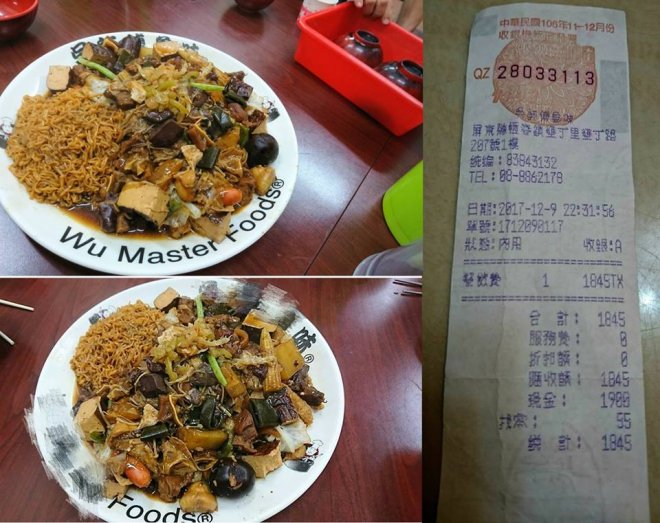 Wu Master Foods®
味
Foods®
中華民國106年11-12月份
QZ 28033113
屏東縣恆春鎮墾丁里墾丁路
207號1樓
統編:83843132
TEL:08-8862178
日期:2017-12-9 22:31:56
單號:1712090117
狀態:內用 收銀:A
餐飲費 1 1845TX
合計: 1845
服務費: 0
折扣額: 0
應收額: 1845
現金: 1900
找零: 55
總計: 1845